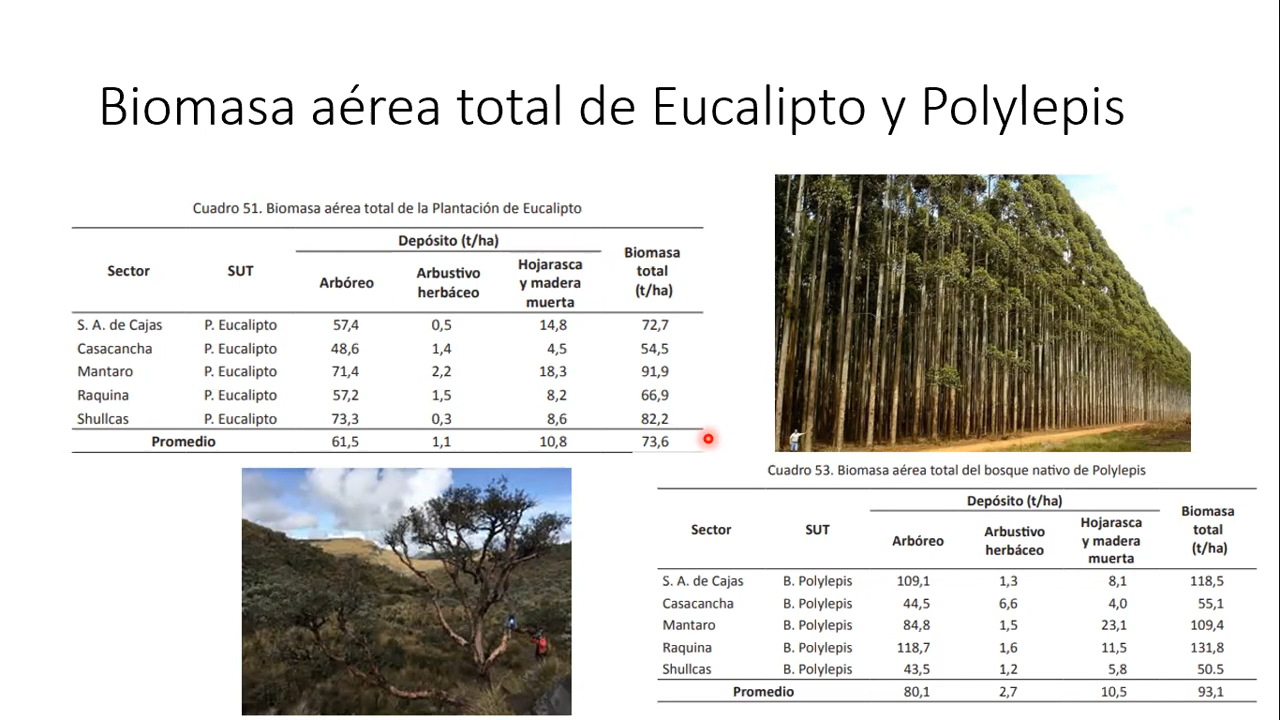 Biomasa aérea total de Eucalipto y Polylepis
Cuadro 51. Biomasa aérea total de la Plantación de Eucalipto
Sector SUT Depósito (t/ha) Biomasa total (t/ha)
Arbóreo Arbustivo herbáceo Hojarasca y madera muerta
S. A. de Cajas P. Eucalipto 57,4 0,5 14,8 72,7
Casacancha P. Eucalipto 48,6 1,4 4,5 54,5
Mantaro P. Eucalipto 71,4 2,2 18,3 91,9
Raquina P. Eucalipto 57,2 1,5 8,2 66,9
Shullcas P. Eucalipto 73,3 0,3 8,6 82,2
Promedio 61,5 1,1 10,8 73,6
Cuadro 53. Biomasa aérea total del bosque nativo de Polylepis
Sector SUT Depósito (t/ha) Biomasa total (t/ha)
Arbóreo Arbustivo herbáceo Hojarasca y madera muerta
S. A. de Cajas B. Polylepis 109,1 1,3 8,1 118,5
Casacancha B. Polylepis 44,5 6,6 4,0 55,1
Mantaro B. Polylepis 84,8 1,5 23,1 109,4
Raquina B. Polylepis 118,7 1,6 11,5 131,8
Shullcas B. Polylepis 43,5 1,2 5,8 50.5
Promedio 80,1 2,7 10,5 93,1